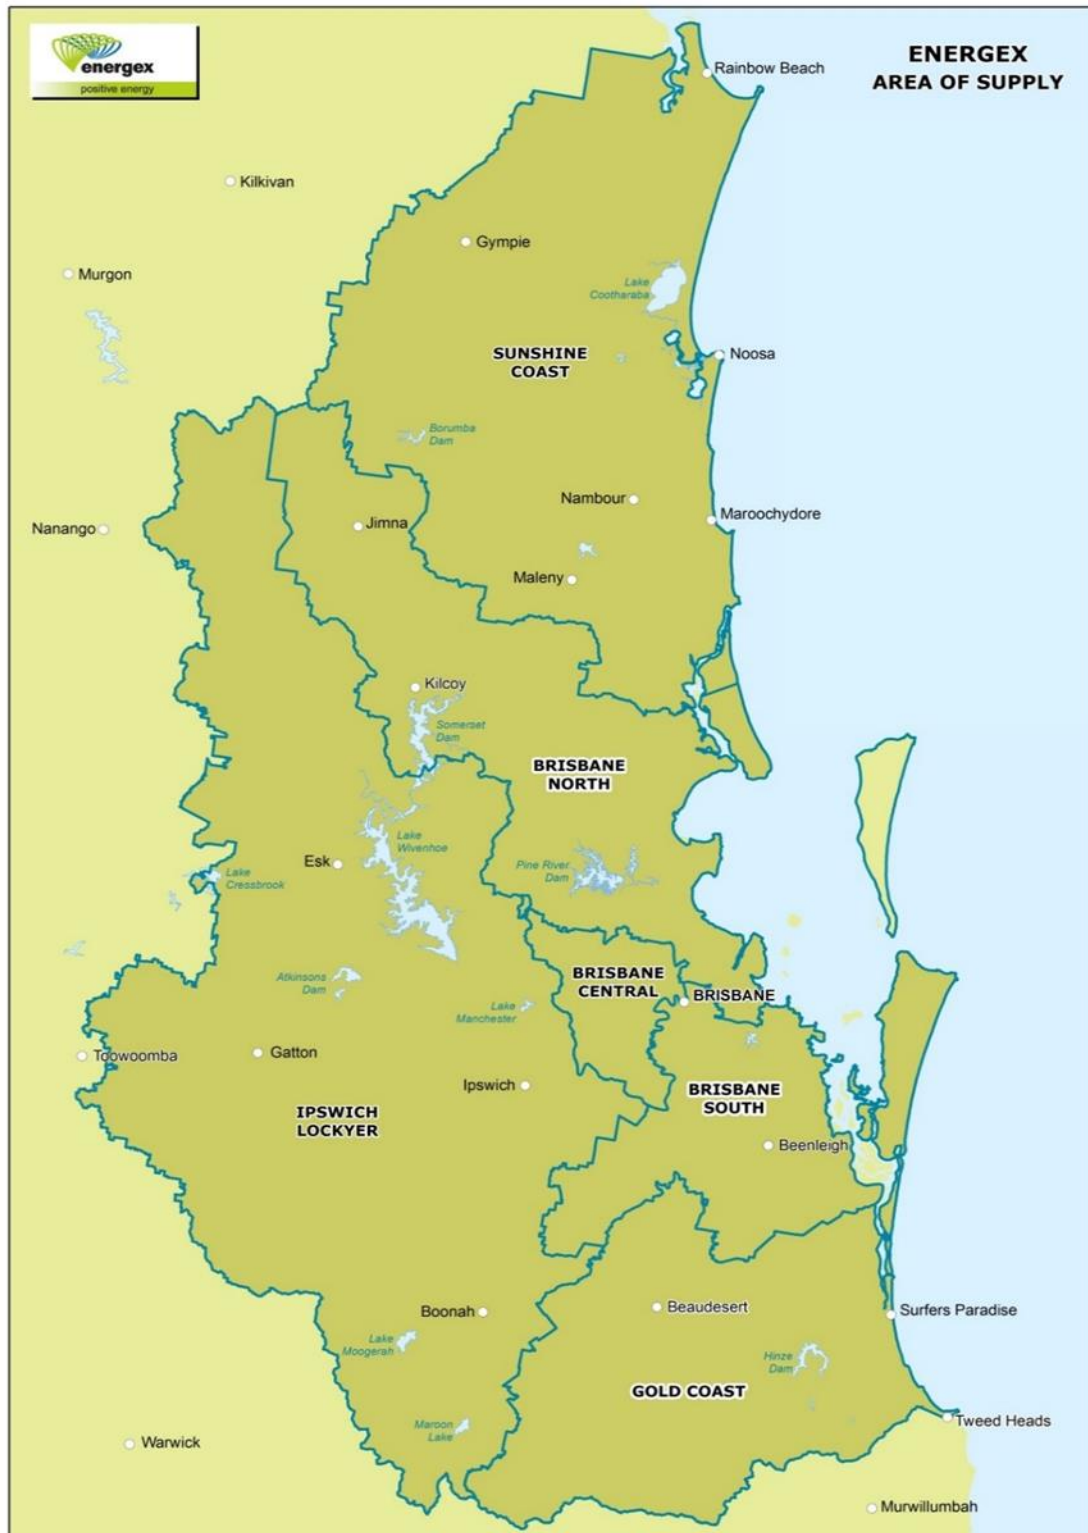 energex
positive energy
ENERGEX
AREA OF SUPPLY
Rainbow Beach
Kilkivan
Gympie
Murgon
Lake
Cootharaba
SUNSHINE
COAST
Noosa
Borumba
Dam
Nambour
Maroochydore
Nanango
Jimna
Maleny
Kilcoy
Somerset
Dam
BRISBANE
NORTH
Lake
Wivenhoe
Esk
Pine River
Dam
Lake
Cressbrook
BRISBANE
CENTRAL
Atkinsons
Dam
BRISBANE
Lake
Manchester
Toowoomba
Gatton
Ipswich
BRISBANE
SOUTH
IPSWICH
LOCKYER
Beenleigh
Boonah
Beaudesert
Surfers Paradise
Lake
Moogerah
Hinze
Dam
GOLD COAST
Maroon
Lake
Tweed Heads
Warwick
Murwillumbah